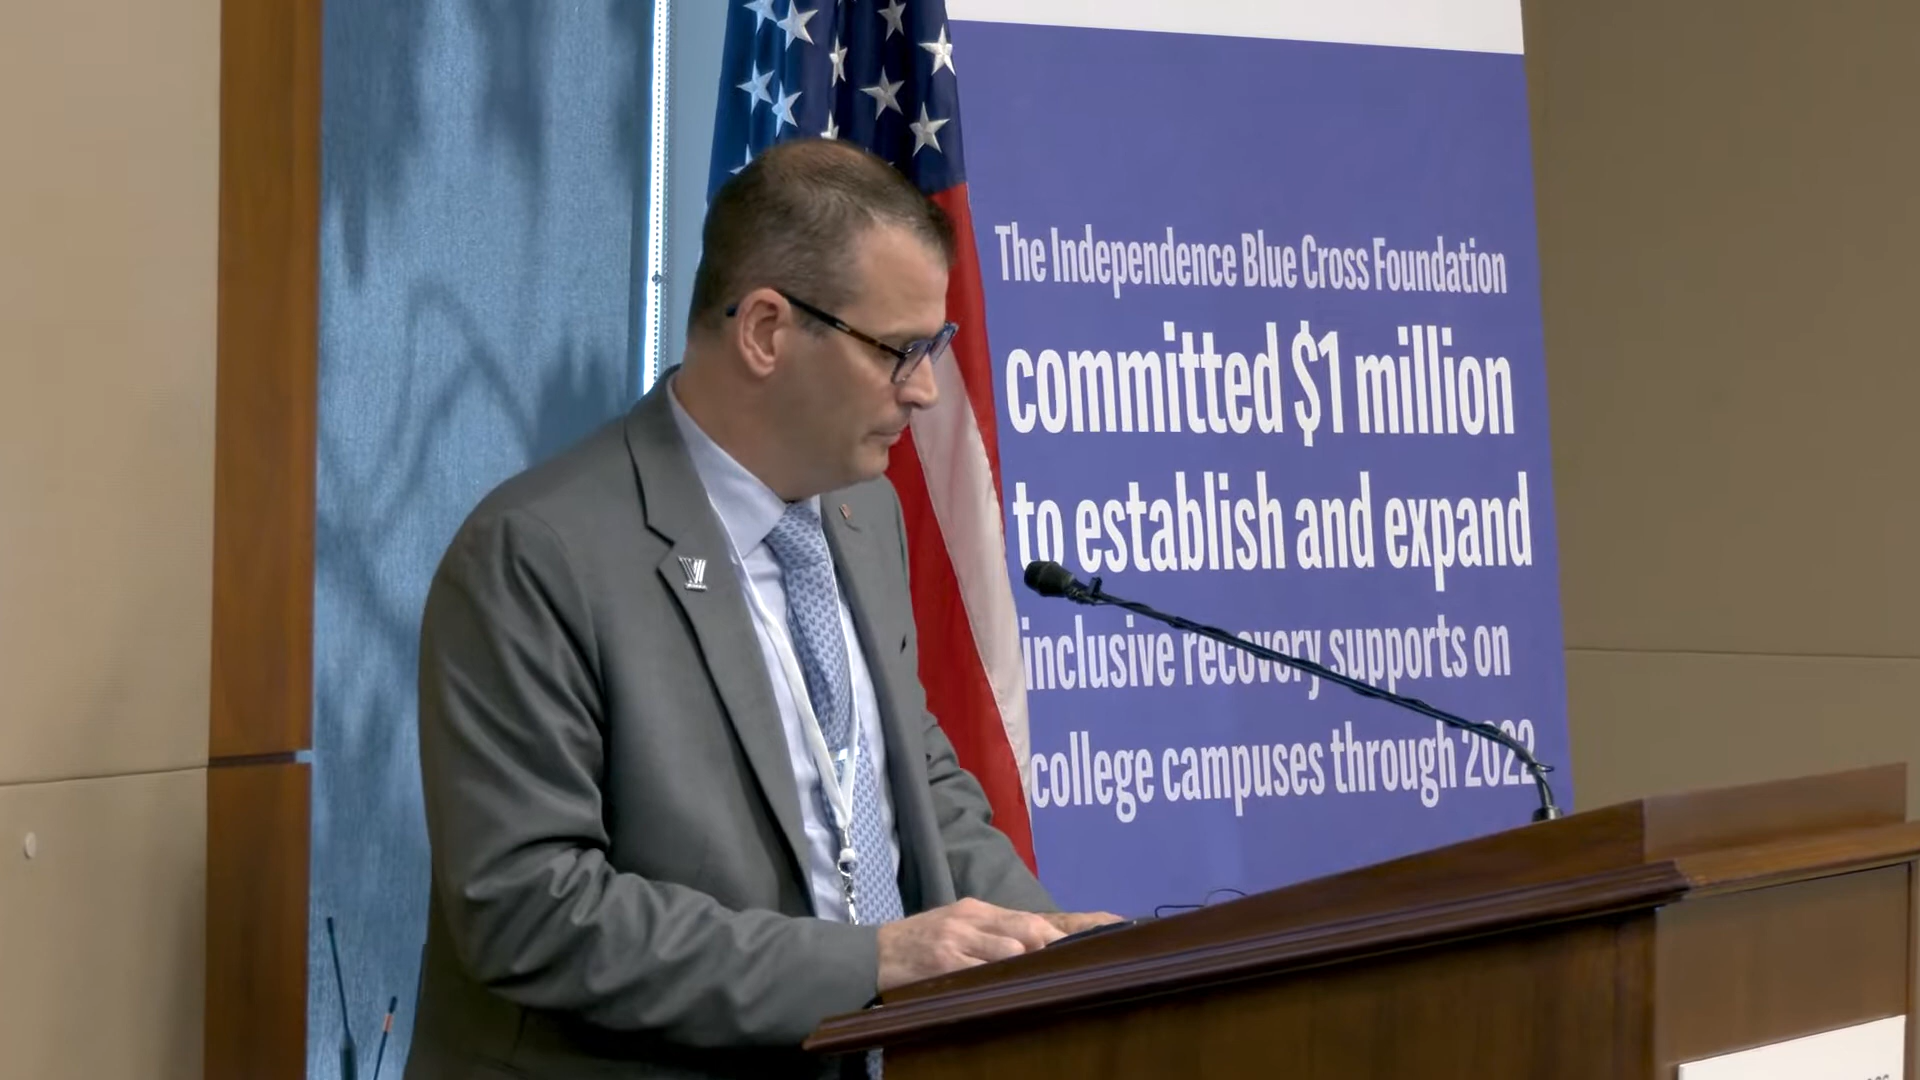 The Independence Blue Cross Foundation
committed $1 million
to establish and expand
inclusive recovery supports on
college campuses through 2022